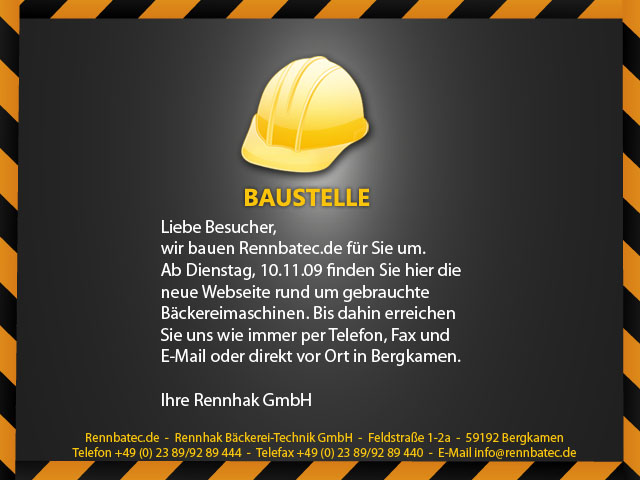 BAUSTELLE
Liebe Besucher,
wir bauen Rennbatec.de für Sie um.
Ab Dienstag, 10.11.09 finden Sie hier die
neue Webseite rund um gebrauchte
Bäckereimaschinen. Bis dahin erreichen
Sie uns wie immer per Telefon, Fax und
E-Mail oder direkt vor Ort in Bergkamen.
Ihre Rennhak GmbH
Rennbatec.de - Rennhak Bäckerei-Technik GmbH - Feldstraße 1-2a - 59192 Bergkamen
Telefon +49 (0) 23 89/92 89 444 - Telefax +49 (0) 23 89/92 89 440 - E-Mail info@rennbatec.de